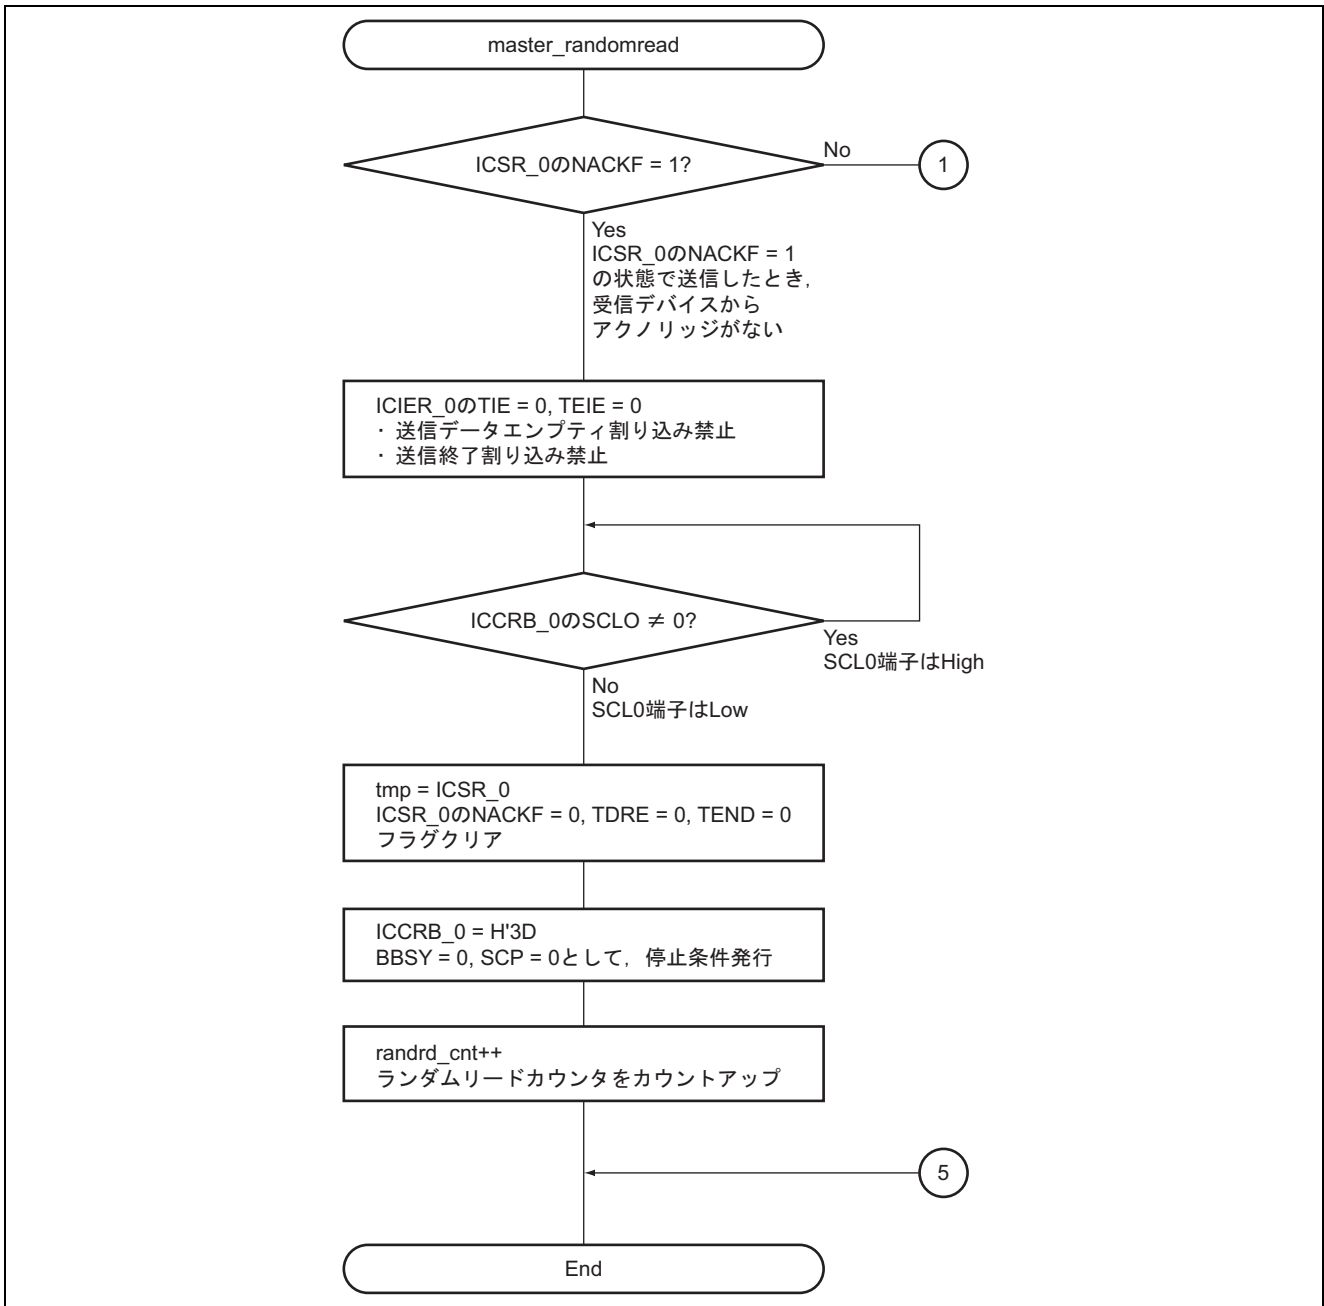 master_randomread
ICSR_0のNACKF = 1?
No
1
Yes
ICSR_0のNACKF = 1
の状態で送信したとき,
受信デバイスから
アクノリッジがない
ICIER_0のTIE = 0, TEIE = 0
・ 送信データエンプティ割り込み禁止
・ 送信終了割り込み禁止
ICCRB_0のSCLO ≠ 0?
Yes
SCL0端子はHigh
No
SCL0端子はLow
tmp = ICSR_0
ICSR_0のNACKF = 0, TDRE = 0, TEND = 0
フラグクリア
ICCRB_0 = H'3D
BBSY = 0, SCP = 0として, 停止条件発行
randrd_cnt++
ランダムリードカウンタをカウントアップ
5
End